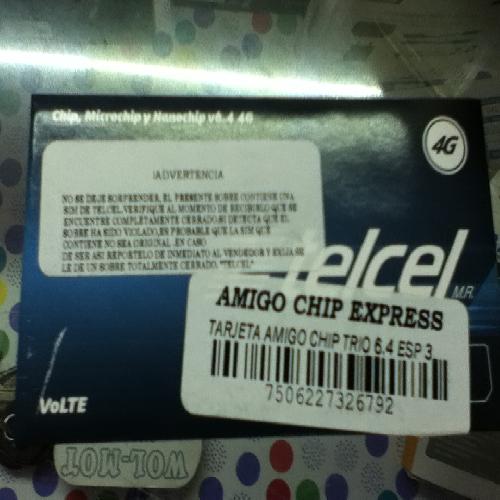 Chip, Microchip y Nanochip v6.4 4G
4G
¡ADVERTENCIA
NO SE DEJE SORPRENDER, EL PRESENTE SOBRE CONTIENE UNA
SIM DE TELCEL.VERIFIQUE AL MOMENTO DE RECIBIRLO QUE SE
ENCUENTRE COMPLETAMENTE CERRADO.SI DETECTA QUE EL
SOBRE HA SIDO VIOLADO,ES PROBABLE QUE LA SIM QUE
CONTIENE NO SEA ORIGINAL .EN CASO
DE SER ASI REPORTELO DE INMEDIATO AL VENDEDOR Y EXIJA SE
LE DE UN SOBRE TOTALMENTE CERRADO. "TELCEL"
telcel M.R.
AMIGO CHIP EXPRESS
TARJETA AMIGO CHIP TRIO 6.4 ESP 3
7506227326792
VoLTE
WOL-MOT